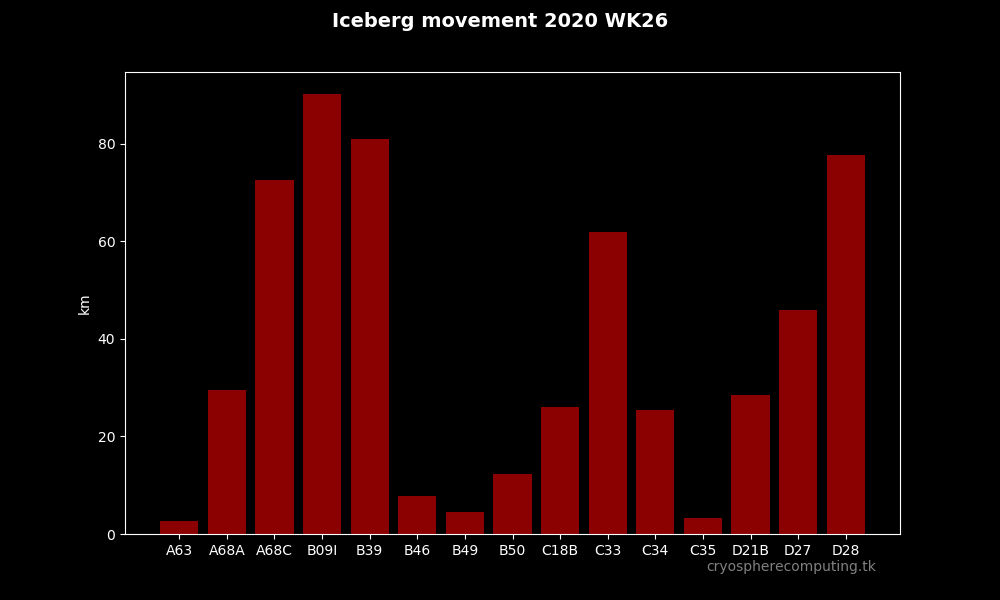 Iceberg movement 2020 WK26
km
80
60
40
20
0
A63 A68A A68C B09I B39 B46 B49 B50 C18B C33 C34 C35 D21B D27 D28
cryospherecomputing.tk